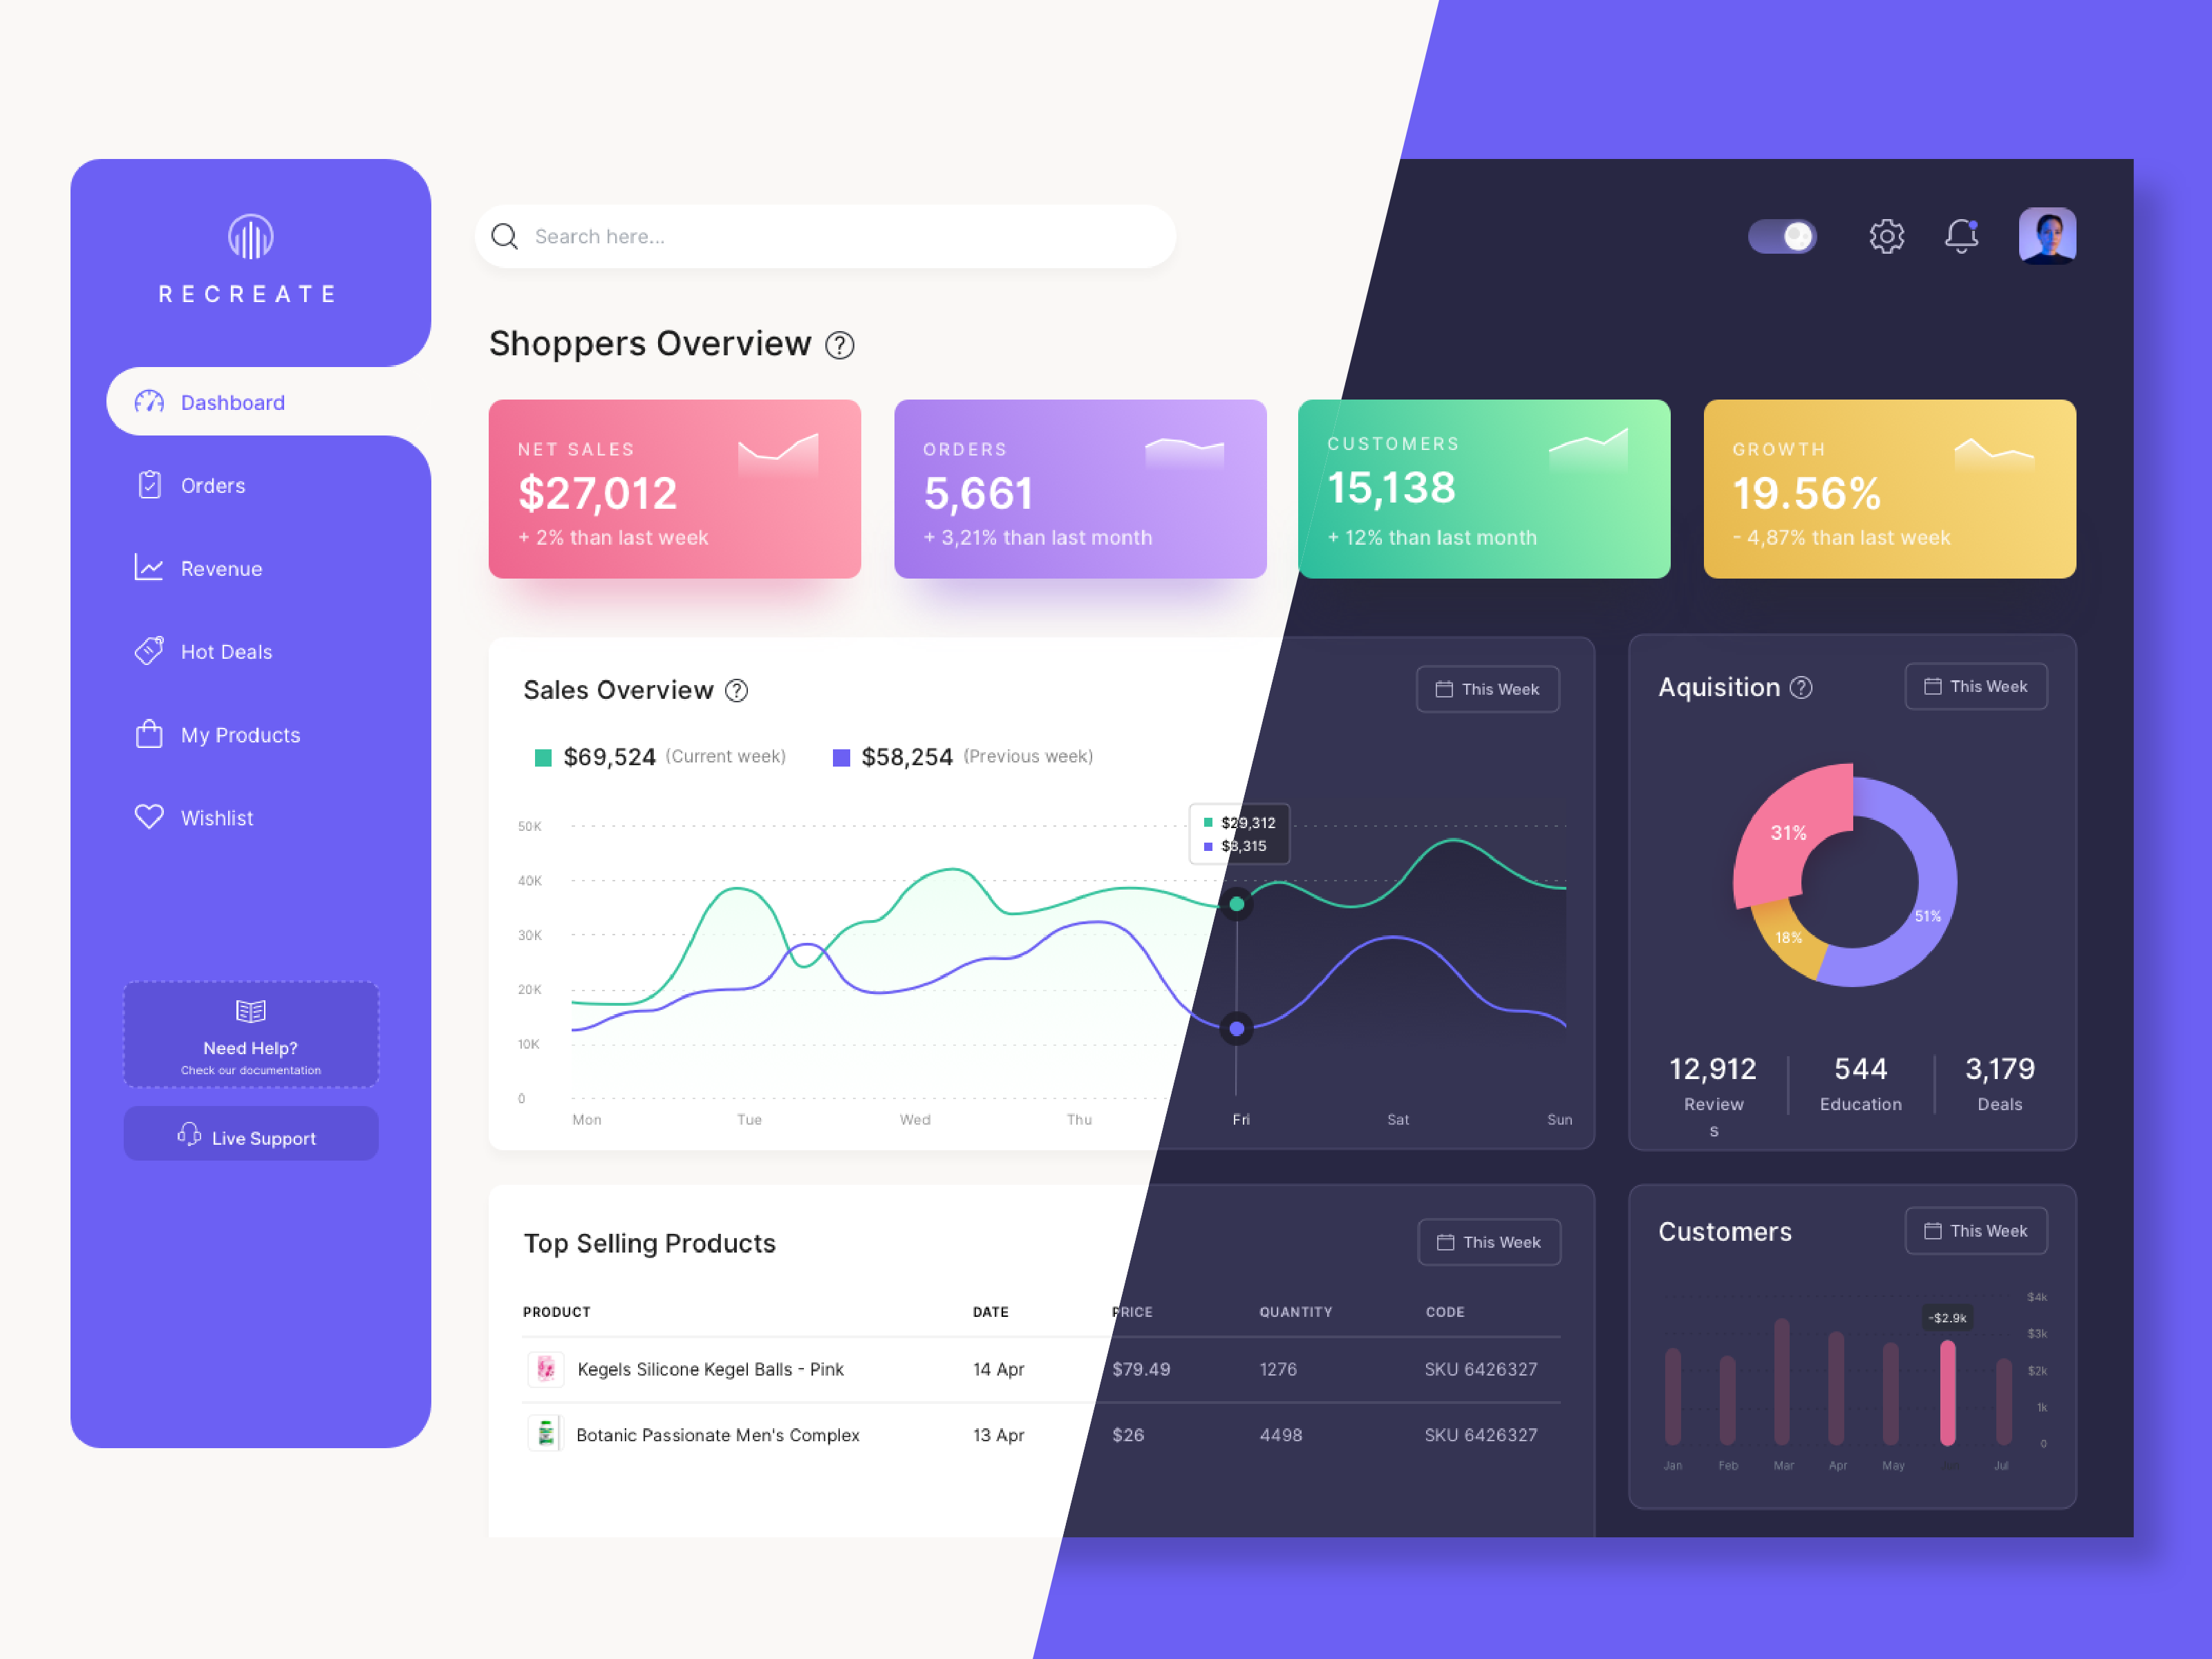 RECREATE
Search here...
Shoppers Overview ?
Dashboard
Orders
Revenue
Hot Deals
My Products
Wishlist
Need Help?
Check our documentation
Live Support
NET SALES
$27,012
+ 2% than last week
ORDERS
5,661
+ 3,21% than last month
CUSTOMERS
15,138
+ 12% than last month
GROWTH
19.56%
- 4,87% than last week
Sales Overview ?
This Week
$69,524 (Current week) $58,254 (Previous week)
$29,312
$8,315
50K
40K
30K
20K
10K
0
Mon Tue Wed Thu Fri Sat Sun
Aquisition ?
This Week
31%
51%
18%
12,912
Review
s
544
Education
3,179
Deals
Top Selling Products
This Week
PRODUCT DATE PRICE QUANTITY CODE
Kegels Silicone Kegel Balls - Pink 14 Apr $79.49 1276 SKU 6426327
Botanic Passionate Men's Complex 13 Apr $26 4498 SKU 6426327
Customers
This Week
-$2.9k
$4k
$3k
$2k
1k
0
Jan Feb Mar Apr May Jun Jul